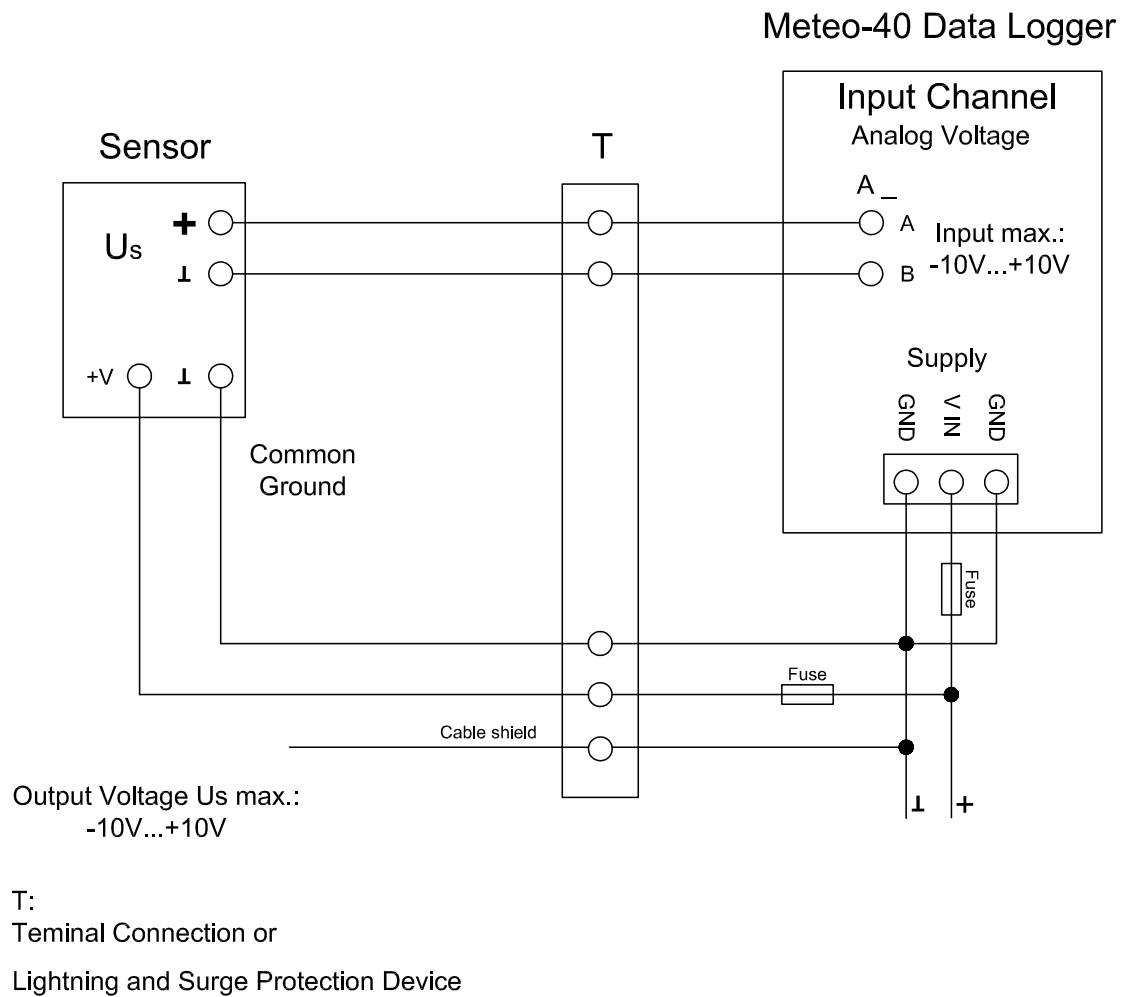 Meteo-40 Data Logger
Input Channel
Analog Voltage
Sensor
T
A _
+
Us
⊥
A
Input max.:
-10V...+10V
B
Supply
+V
⊥
GND
V IN
GND
Common
Ground
Fuse
Fuse
Cable shield
Output Voltage Us max.:
-10V...+10V
⊥
+
T:
Teminal Connection or
Lightning and Surge Protection Device